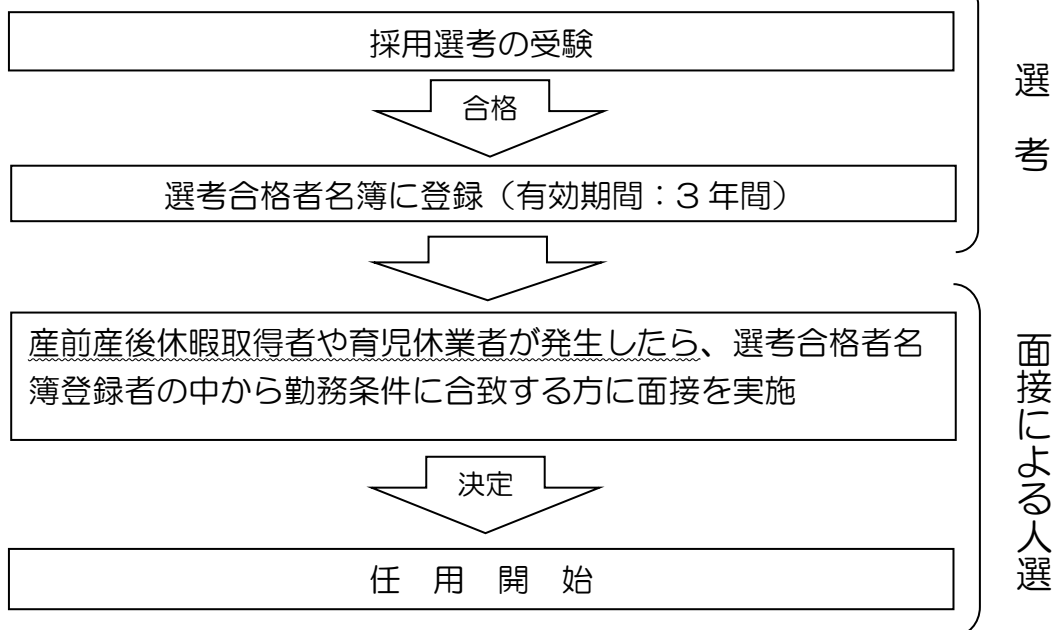 採用選考の受験
合格
選考合格者名簿に登録（有効期間：３年間）
産前産後休暇取得者や育児休業者が発生したら、選考合格者名
簿登録者の中から勤務条件に合致する方に面接を実施
決定
任　用　開　始
選　考
面接による人選